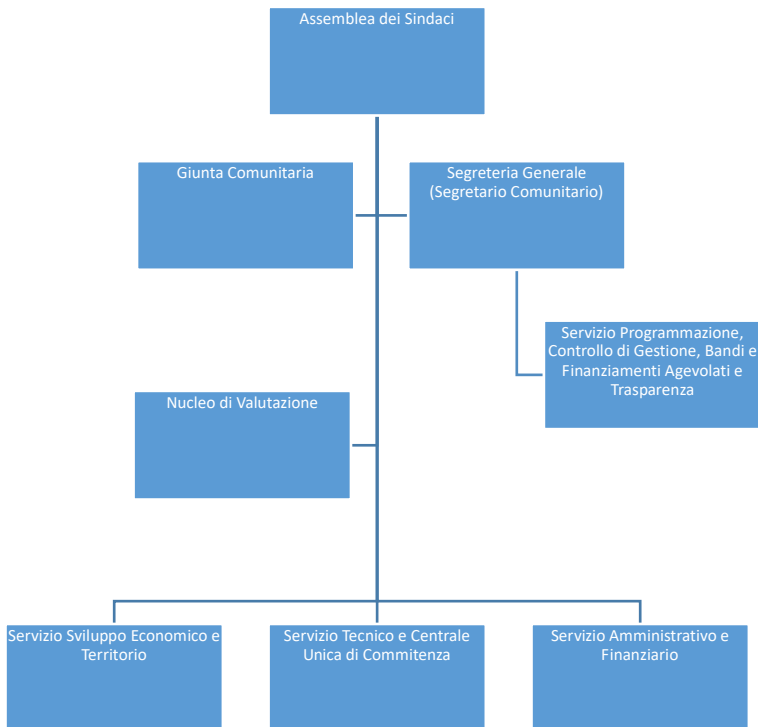 Assemblea dei Sindaci
Giunta Comunitaria
Segreteria Generale
(Segretario Comunitario)
Servizio Programmazione,
Controllo di Gestione, Bandi e
Finanziamenti Agevolati e
Trasparenza
Nucleo di Valutazione
Servizio Sviluppo Economico e
Territorio
Servizio Tecnico e Centrale
Unica di Commitenza
Servizio Amministrativo e
Finanziario